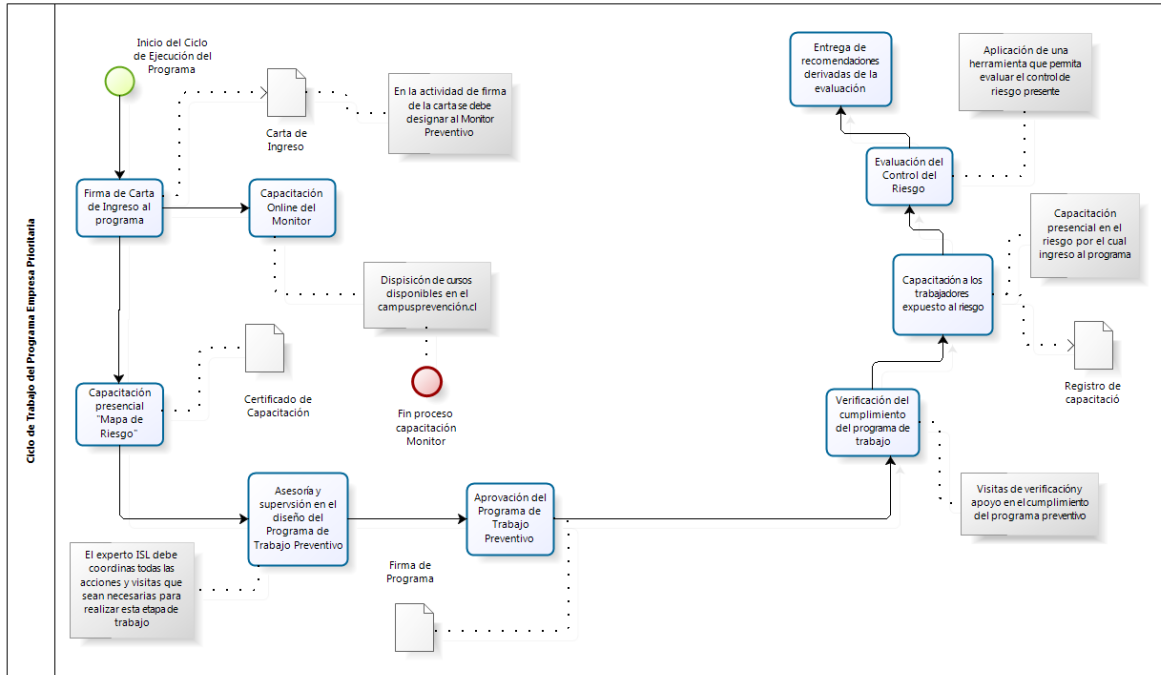 Ciclo de Trabajo del Programa Empresa Prioritaria
Inicio del Ciclo
de Ejecución del
Programa
Carta de
Ingreso
En la actividad de firma
de la carta se debe
designar al Monitor
Preventivo
Firma de Carta
de Ingreso al
programa
Capacitación
Online del
Monitor
Dispisicón de cursos
disponibles en el
campusprevención.cl
Certificado de
Capacitación
Fin proceso
capacitación
Monitor
Capacitación
presencial
"Mapa de
Riesgo"
Asesoría y
supervsión en el
diseño del
Programa de
Trabajo Preventivo
Aprovación del
Programa de
Trabajo
Preventivo
El experto ISL debe
coordinas todas las
acciones y visitas que
sean necesarias para
realizar esta etapa de
trabajo
Firma de
Programa
Entrega de
recomendaciones
derivadas de la
evaluación
Aplicación de una
herramienta que permita
evaluar el control de
riesgo presente
Evaluación del
Control del
Riesgo
Capacitación
presencial en el
riesgo por el cual
ingreso al programa
Capacitación a los
trabajadores
expuesto al riesgo
Registro de
capacitació
Verificación del
cumplimiento
del programa de
trabajo
Visitas de verificación y
apoyo en el cumplimiento
del programa preventivo